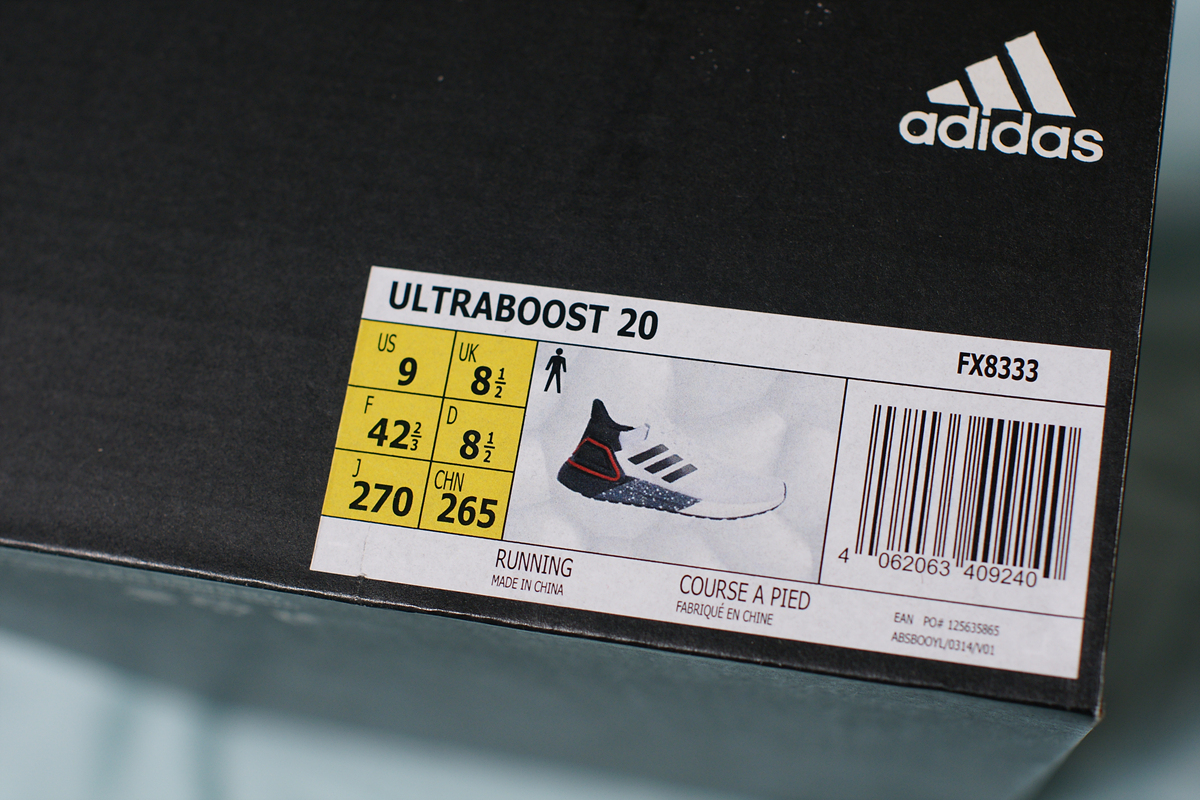 adidas
ULTRABOOST 20
FX8333
US 9
UK 8½
F 42⅔
D 8½
J 270
CHN 265
4 062063 409240
RUNNING
MADE IN CHINA
COURSE A PIED
FABRIQUÉ EN CHINE
EAN PO# 125635865
ABSBOOYL/0314/V01